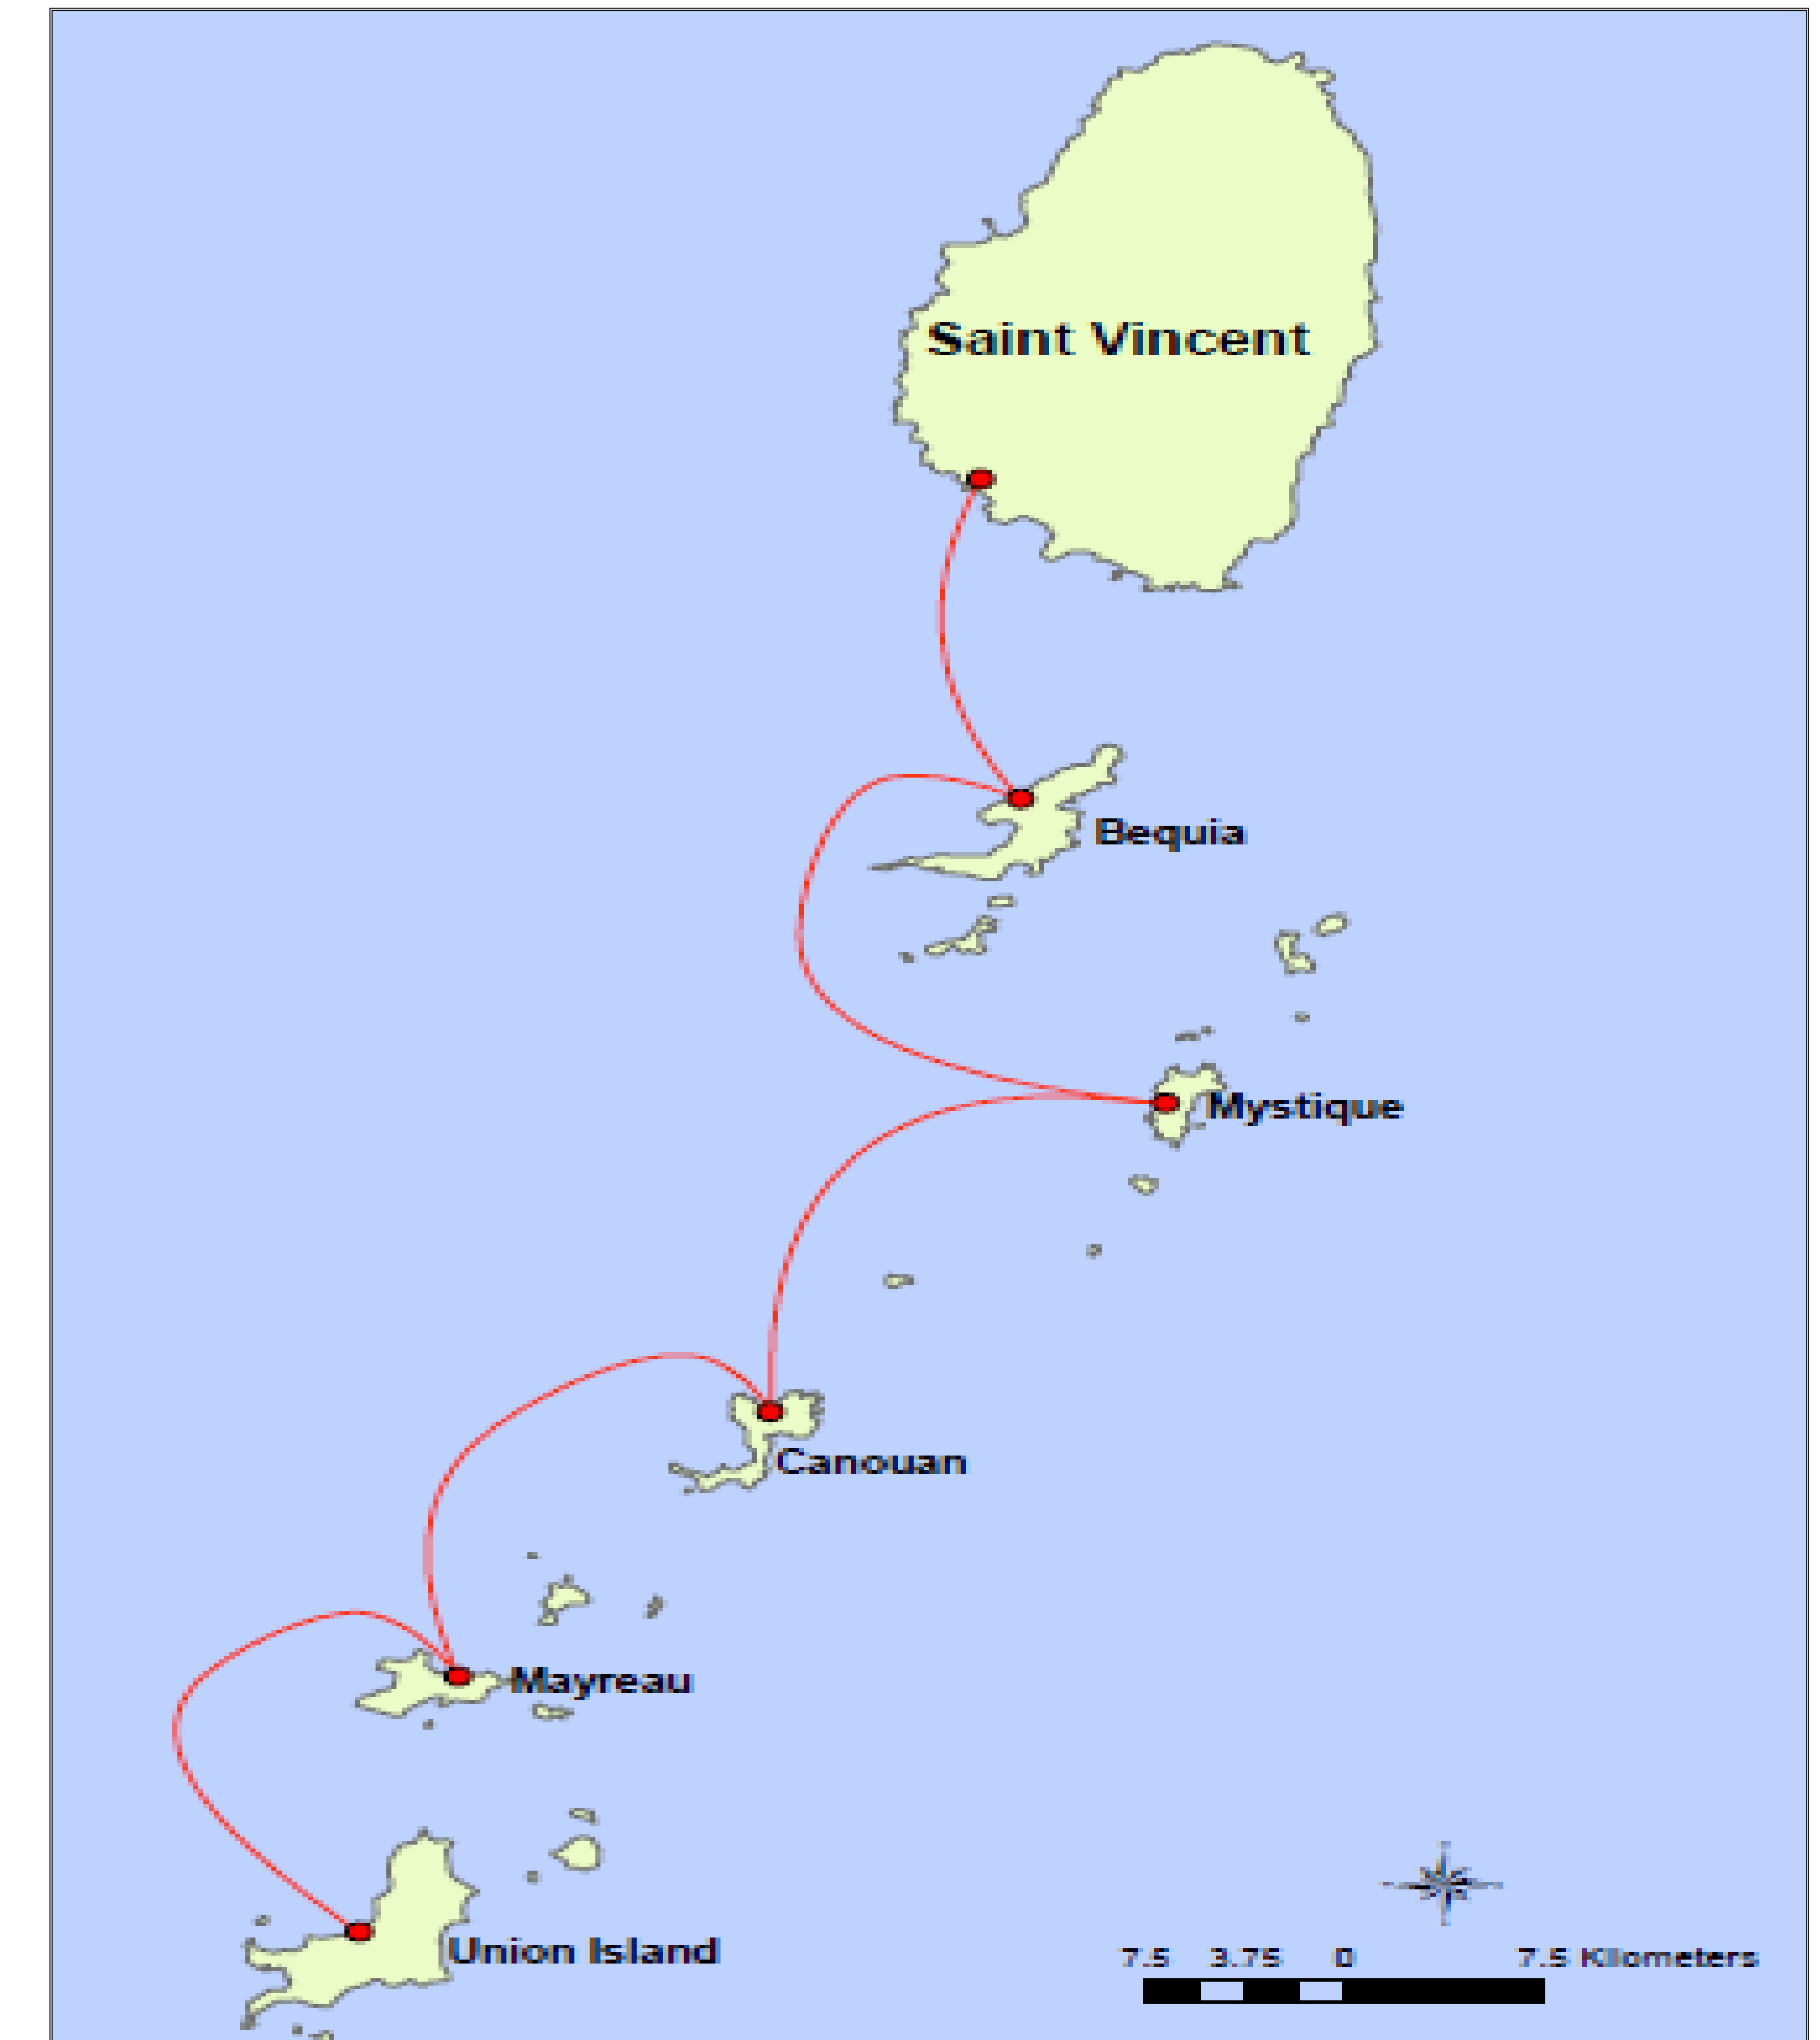 Saint Vincent
Bequia
Mystique
Canouan
Mayreau
Union Island
7.5 3.75 0 7.5 Kilometers